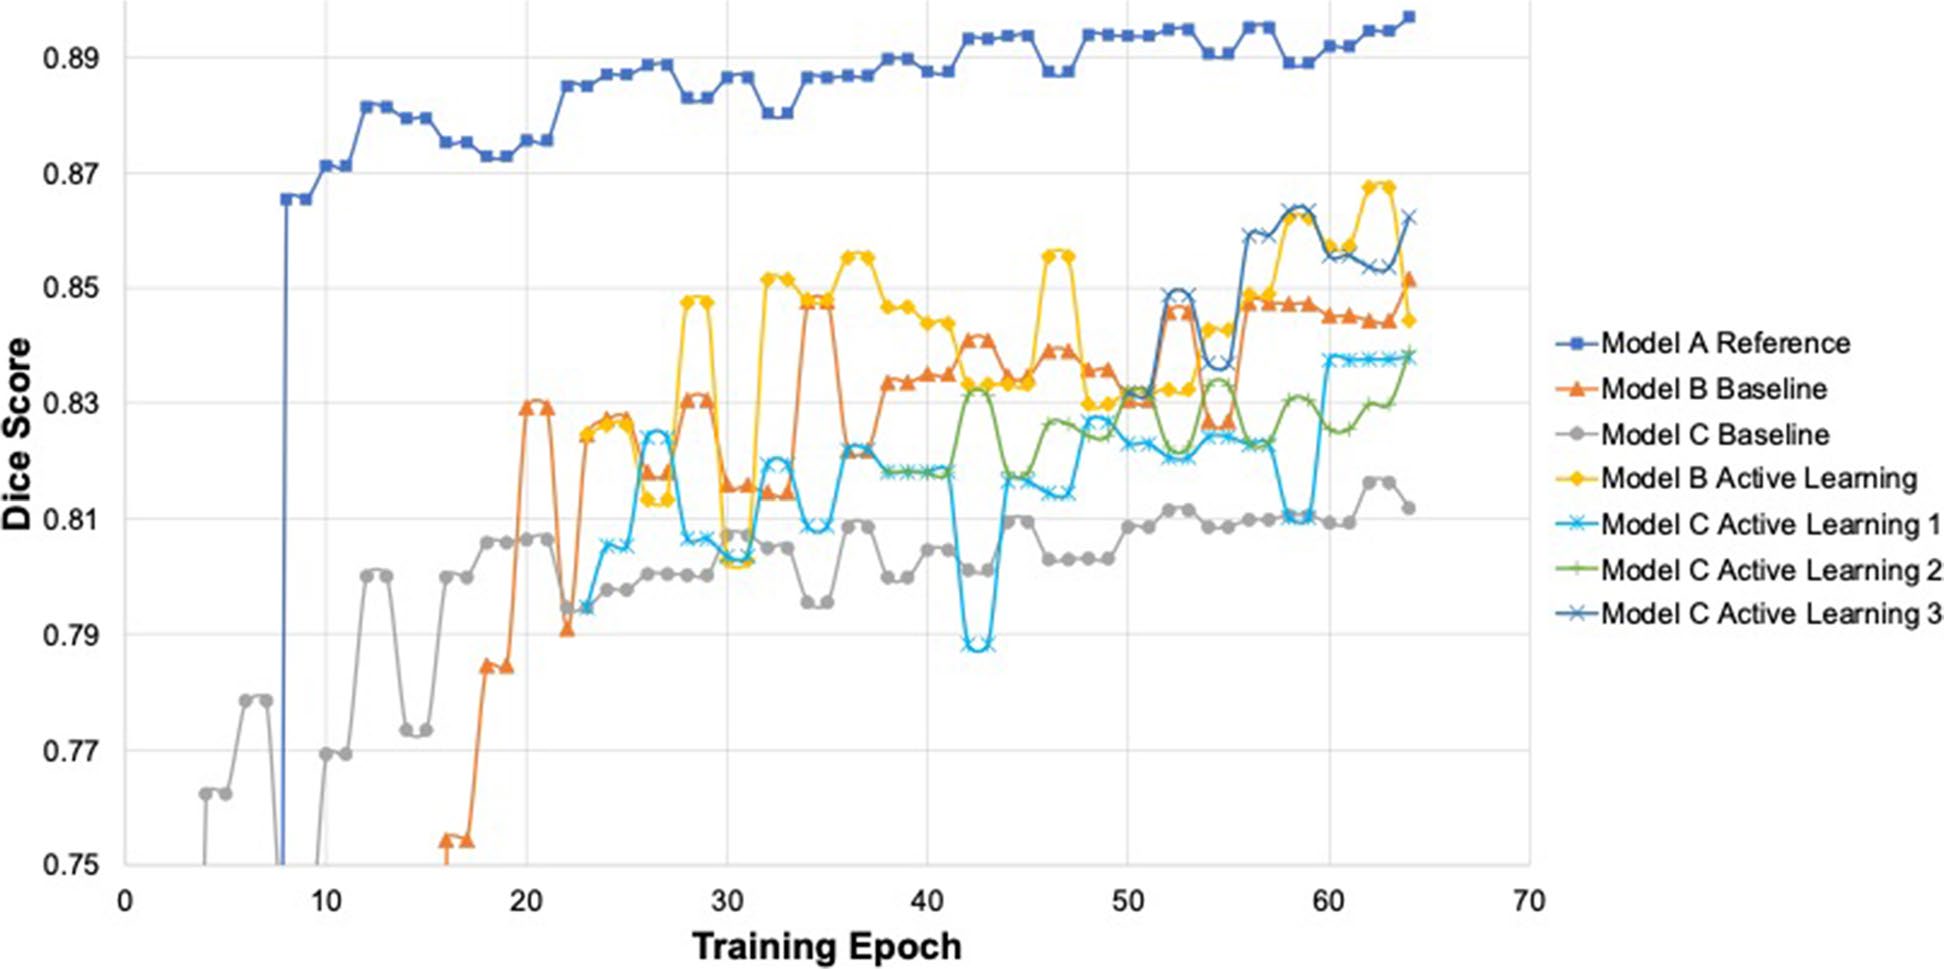 Dice Score
0.89
0.87
0.85
0.83
0.81
0.79
0.77
0.75
0 10 20 30 40 50 60 70
Training Epoch
Model A Reference
Model B Baseline
Model C Baseline
Model B Active Learning
Model C Active Learning 1
Model C Active Learning 2
Model C Active Learning 3